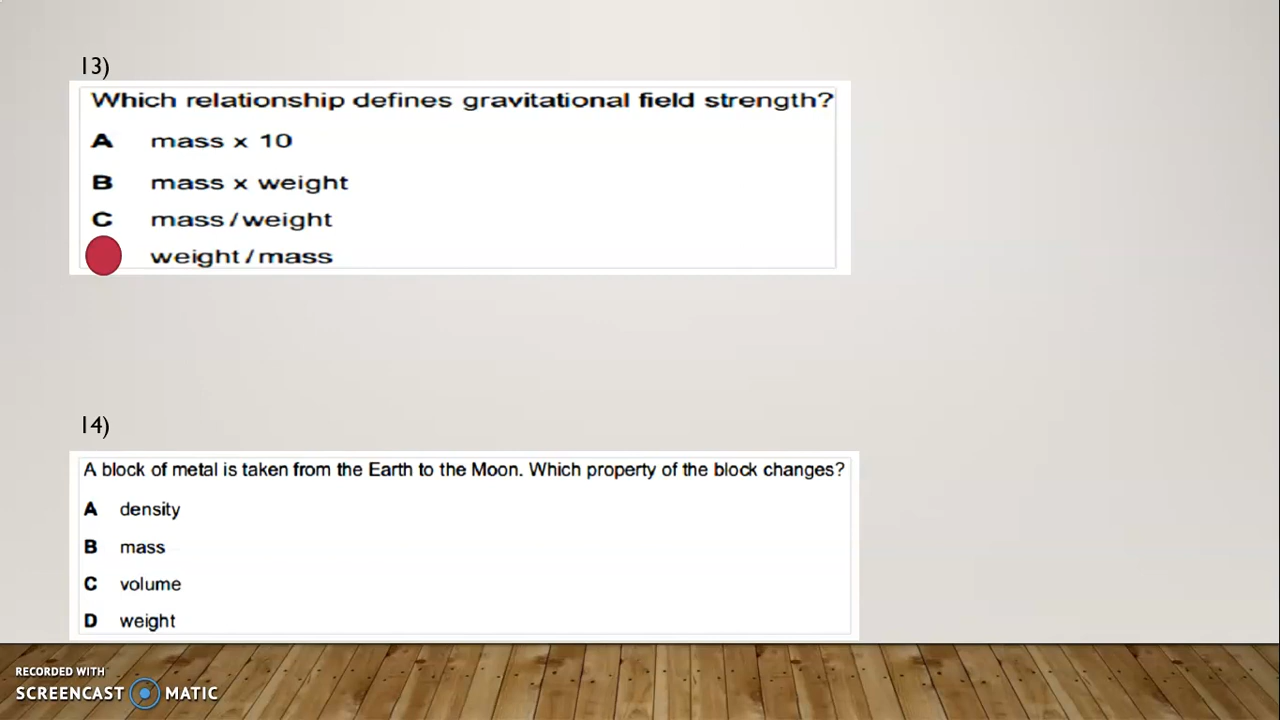 13)
Which relationship defines gravitational field strength?
A mass x 10
B mass x weight
C mass / weight
weight / mass
14)
A block of metal is taken from the Earth to the Moon. Which property of the block changes?
A density
B mass
C volume
D weight
RECORDED WITH
SCREENCAST MATIC